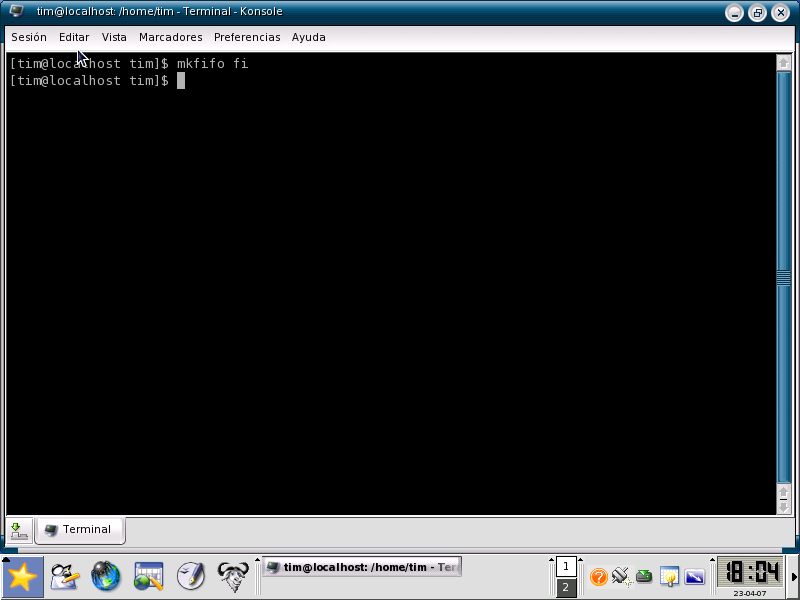 tim@localhost: /home/tim - Terminal - Konsole
Sesión Editar Vista Marcadores Preferencias Ayuda
[tim@localhost tim]$ mkfifo fi
[tim@localhost tim]$
Terminal
tim@localhost: /home/tim - Ter
1
2
18:04
23-04-07